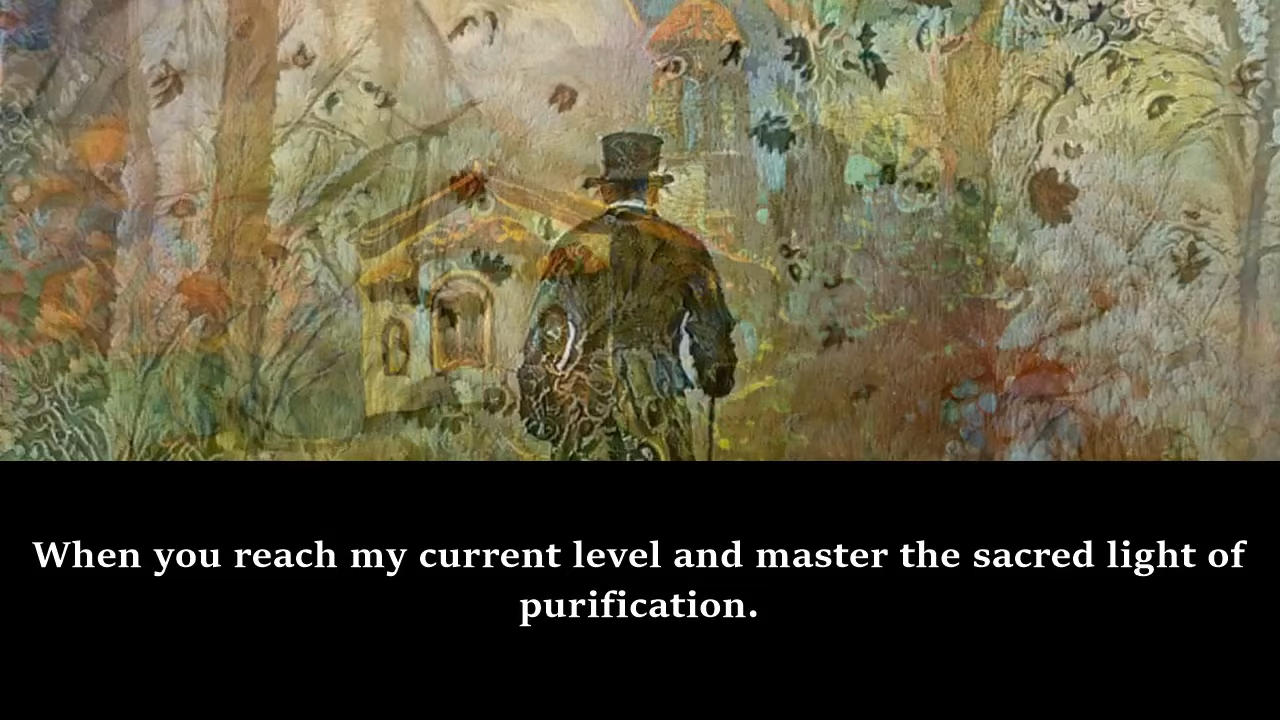 When you reach my current level and master the sacred light of
purification.